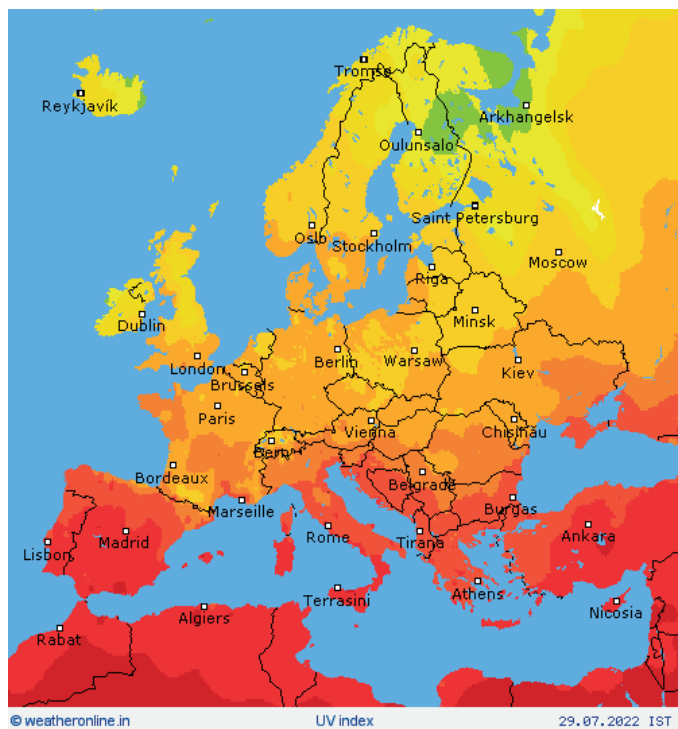 Tromsø
Reykjavík
Arkhangelsk
Oulunsalo
Saint Petersburg
Oslo
Stockholm
Moscow
Riga
Dublin
Minsk
London
Berlin
Warsaw
Kiev
Brussels
Paris
Vienna
Chisinau
Bern
Bordeaux
Belgrade
Marseille
Burgas
Rome
Tirana
Ankara
Lisbon
Madrid
Terrasini
Athens
Nicosia
Algiers
Rabat
© weatheronline.in UV index 29.07.2022 IST